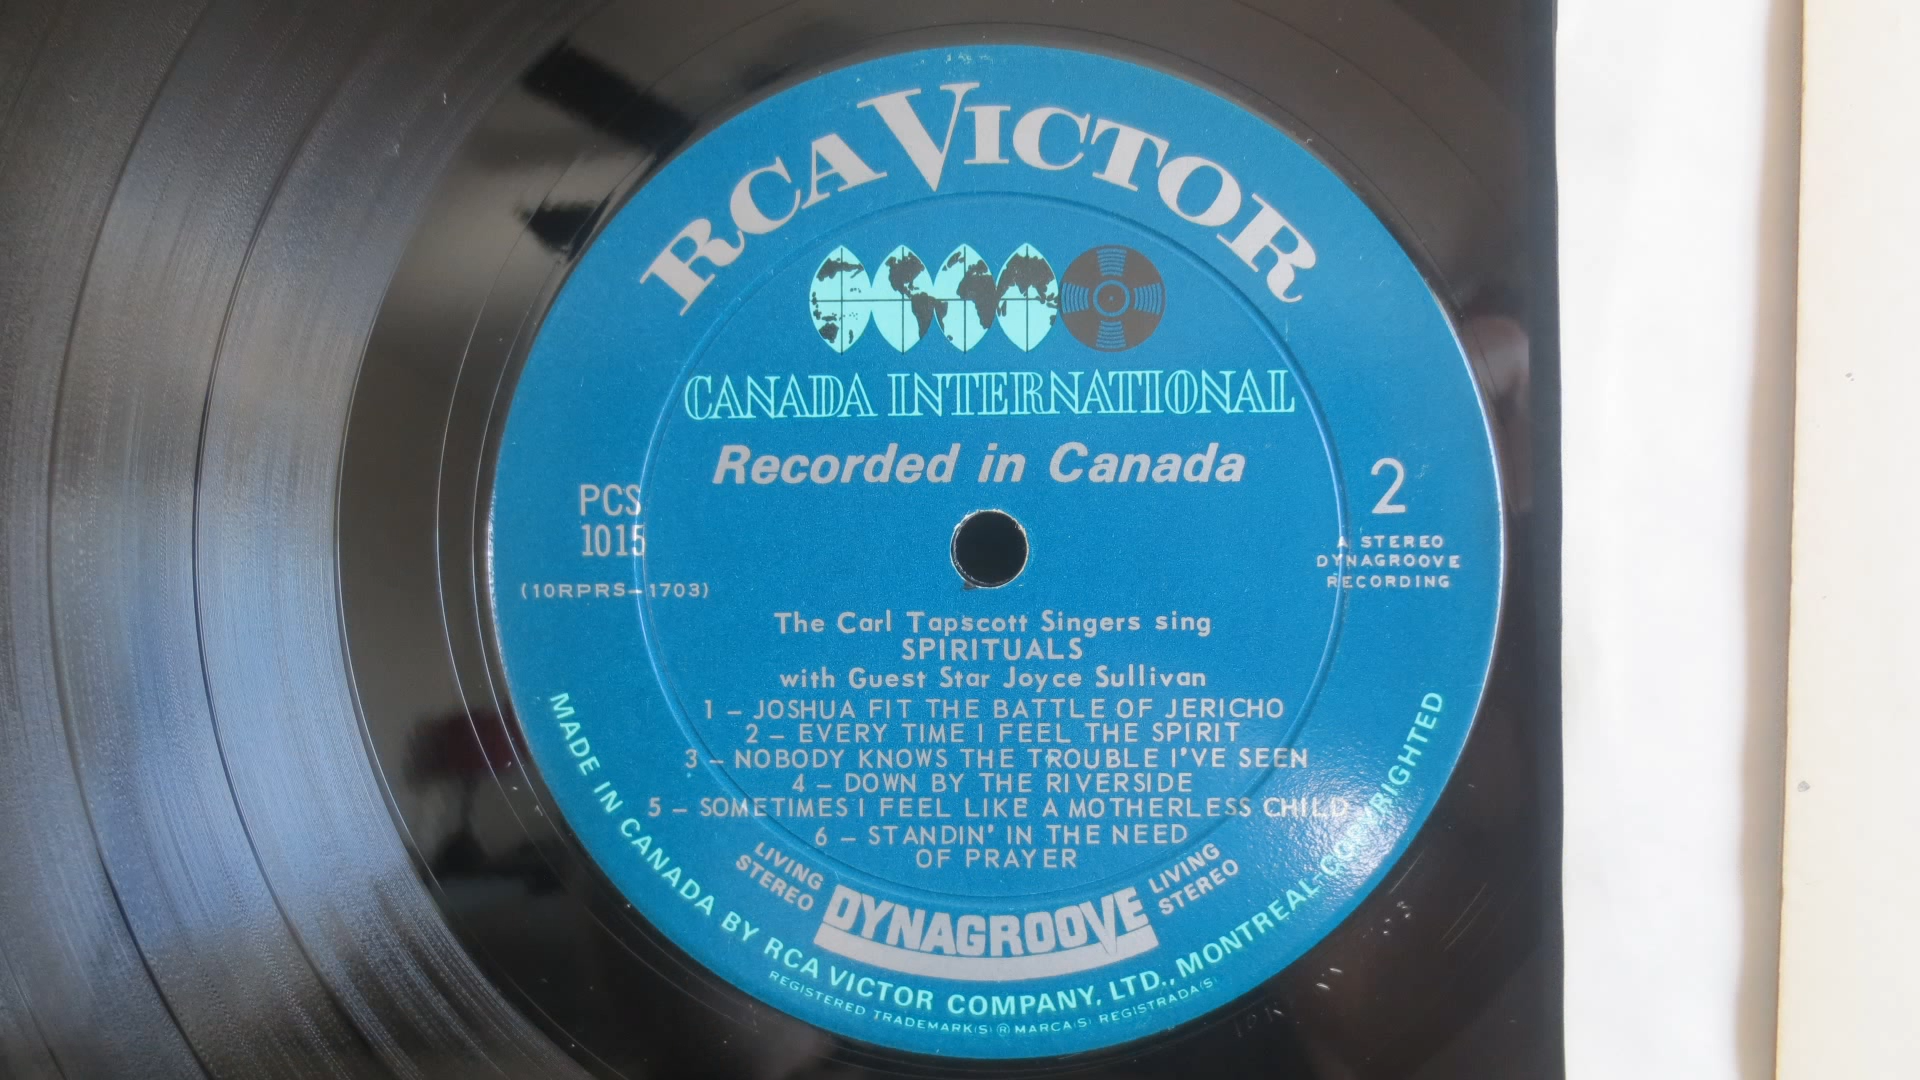 RCA VICTOR
CANADA INTERNATIONAL
Recorded in Canada
PCS
1015
(10RPRS-1703)
2
A STEREO
DYNAGROOVE
RECORDING
The Carl Tapscott Singers sing
SPIRITUALS
with Guest Star Joyce Sullivan
1 – JOSHUA FIT THE BATTLE OF JERICHO
2 – EVERY TIME I FEEL THE SPIRIT
3 – NOBODY KNOWS THE TROUBLE I'VE SEEN
4 – DOWN BY THE RIVERSIDE
5 – SOMETIMES I FEEL LIKE A MOTHERLESS CHILD
6 – STANDIN' IN THE NEED
OF PRAYER
LIVING
STEREO
DYNAGROOVE
LIVING
STEREO
MADE IN CANADA BY RCA VICTOR COMPANY, LTD., MONTREAL-COPYRIGHTED
REGISTERED TRADEMARK(S) ® MARCA(S) REGISTRADA(S)